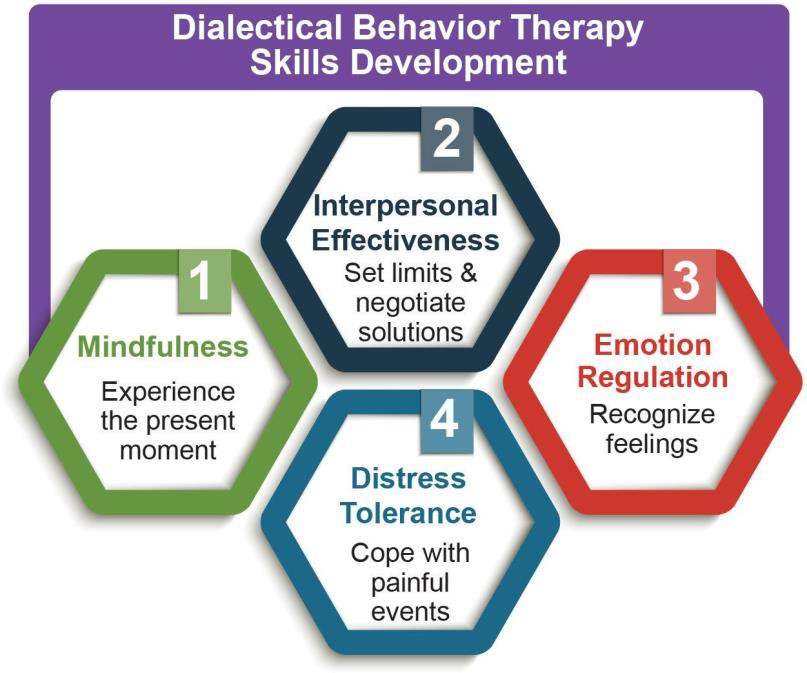 Dialectical Behavior Therapy
Skills Development
1
Mindfulness
Experience
the present
moment
2
Interpersonal
Effectiveness
Set limits &
negotiate
solutions
3
Emotion
Regulation
Recognize
feelings
4
Distress
Tolerance
Cope with
painful
events